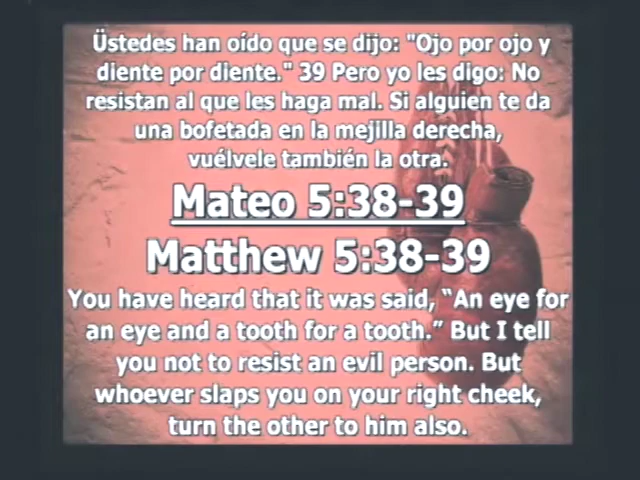 Üstedes han oído que se dijo: "Ojo por ojo y
diente por diente." 39 Pero yo les digo: No
resistan al que les haga mal. Si alguien te da
una bofetada en la mejilla derecha,
vuélvele también la otra.
Mateo 5:38-39
Matthew 5:38-39
You have heard that it was said, “An eye for
an eye and a tooth for a tooth.” But I tell
you not to resist an evil person. But
whoever slaps you on your right cheek,
turn the other to him also.